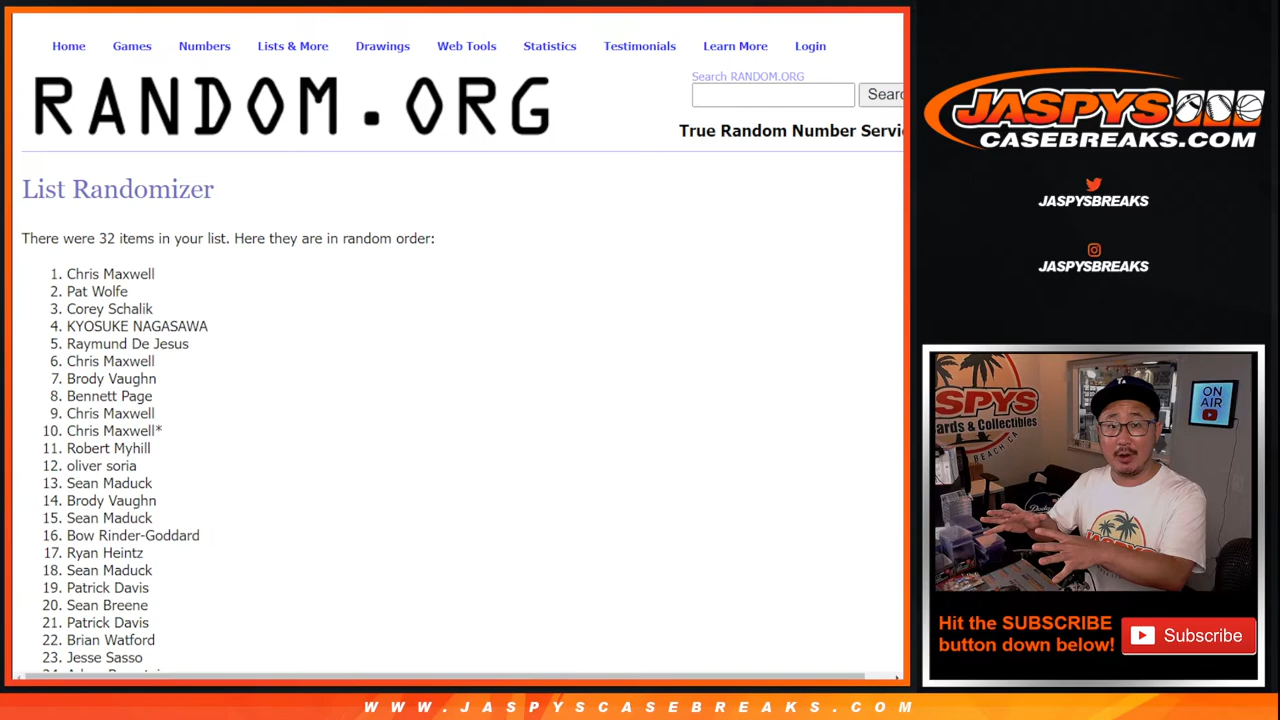 Home Games Numbers Lists & More Drawings Web Tools Statistics Testimonials Learn More Login
RANDOM.ORG
Search RANDOM.ORG
True Random Number Servi
List Randomizer
There were 32 items in your list. Here they are in random order:
1. Chris Maxwell
2. Pat Wolfe
3. Corey Schalik
4. KYOSUKE NAGASAWA
5. Raymund De Jesus
6. Chris Maxwell
7. Brody Vaughn
8. Bennett Page
9. Chris Maxwell
10. Chris Maxwell*
11. Robert Myhill
12. oliver soria
13. Sean Maduck
14. Brody Vaughn
15. Sean Maduck
16. Bow Rinder-Goddard
17. Ryan Heintz
18. Sean Maduck
19. Patrick Davis
20. Sean Breene
21. Patrick Davis
22. Brian Watford
23. Jesse Sasso
JASPYS
CASEBREAKS.COM
JASPYSBREAKS
JASPYSBREAKS
SPYS
ards & Collectibles
BEACH CA
ON
AIR
Dodge
Hit the SUBSCRIBE
button down below!
Subscribe
WWW.JASPYSCASEBREAKS.COM